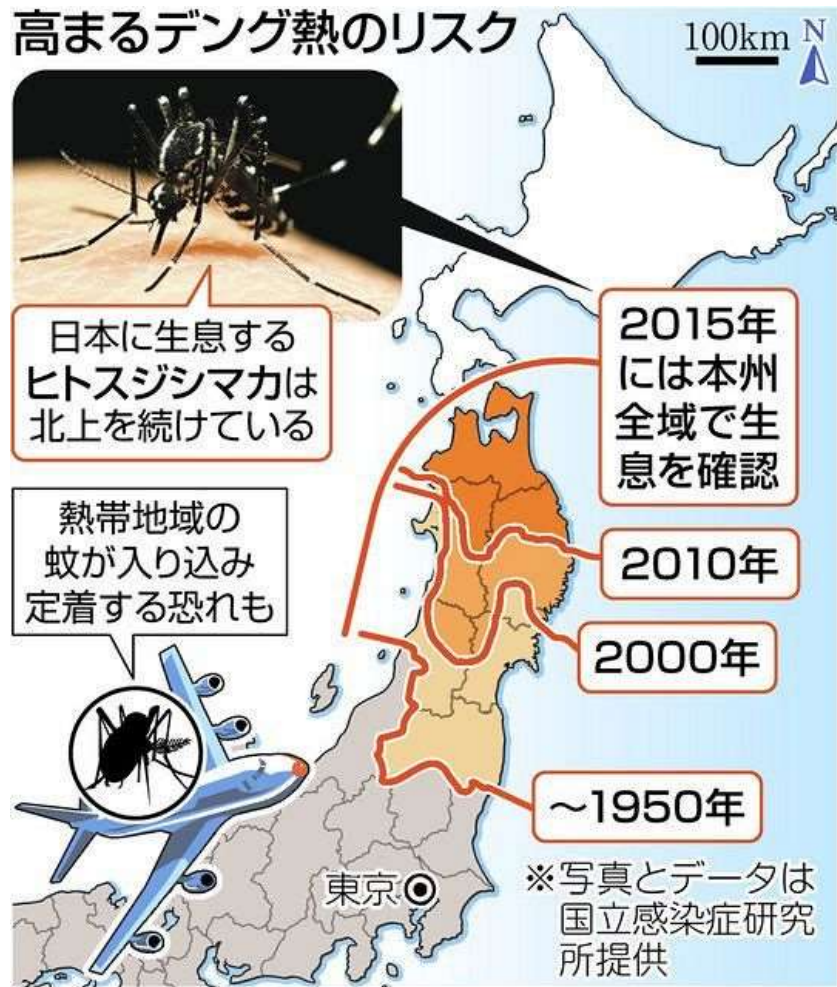 高まるデング熱のリスク
100km
N
日本に生息する
ヒトスジシマカは
北上を続けている
2015年
には本州
全域で生
息を確認
熱帯地域の
蚊が入り込み
定着する恐れも
2010年
2000年
〜1950年
東京
※写真とデータは
国立感染症研究
所提供